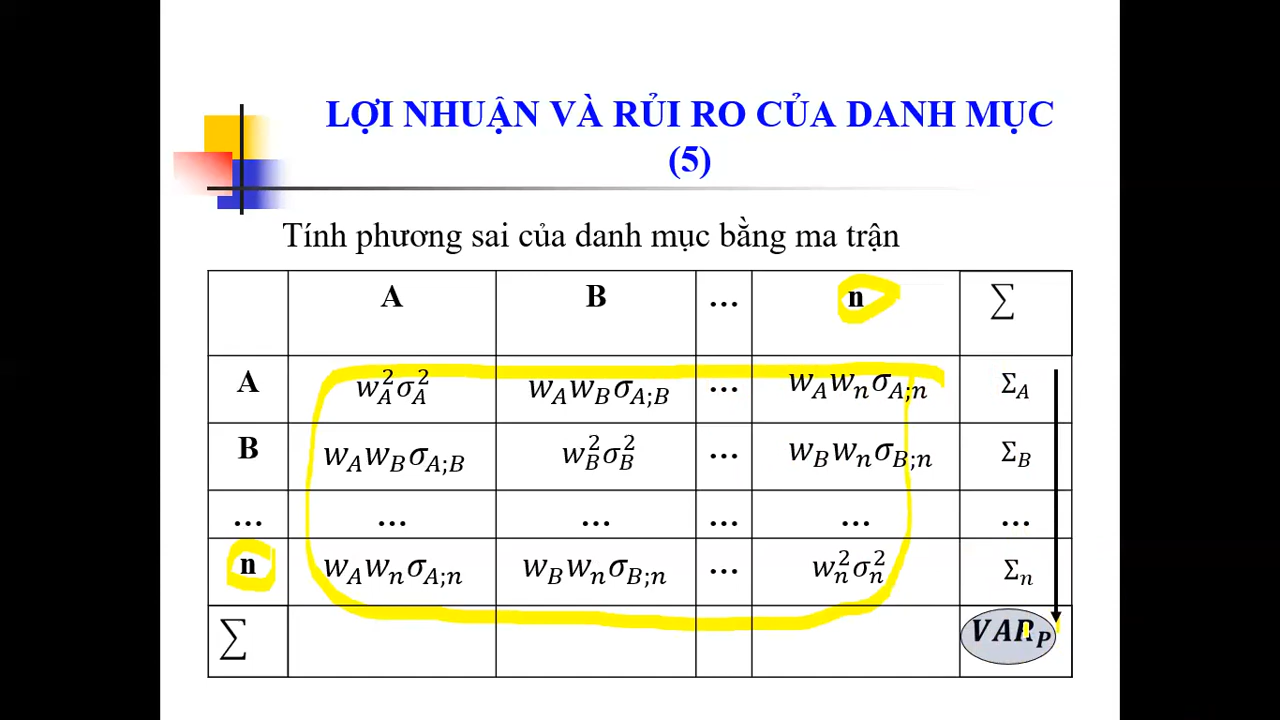 LỢI NHUẬN VÀ RỦI RO CỦA DANH MỤC
(5)
Tính phương sai của danh mục bằng ma trận
A B … n ∑
A w_A^2σ_A^2 w_Aw_Bσ_{A;B} … w_Aw_nσ_{A;n} Σ_A
B w_Aw_Bσ_{A;B} w_B^2σ_B^2 … w_Bw_nσ_{B;n} Σ_B
… … … … … …
n w_Aw_nσ_{A;n} w_Bw_nσ_{B;n} … w_n^2σ_n^2 Σ_n
∑ VAR_P